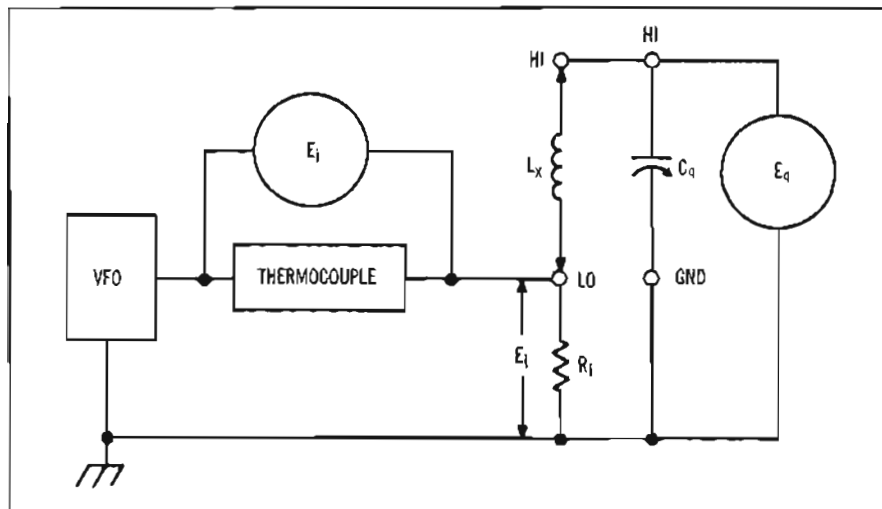 HI
HI
Ei
Lx
Cq
Eq
VFO
THERMOCOUPLE
LO
GND
Ei
Ri